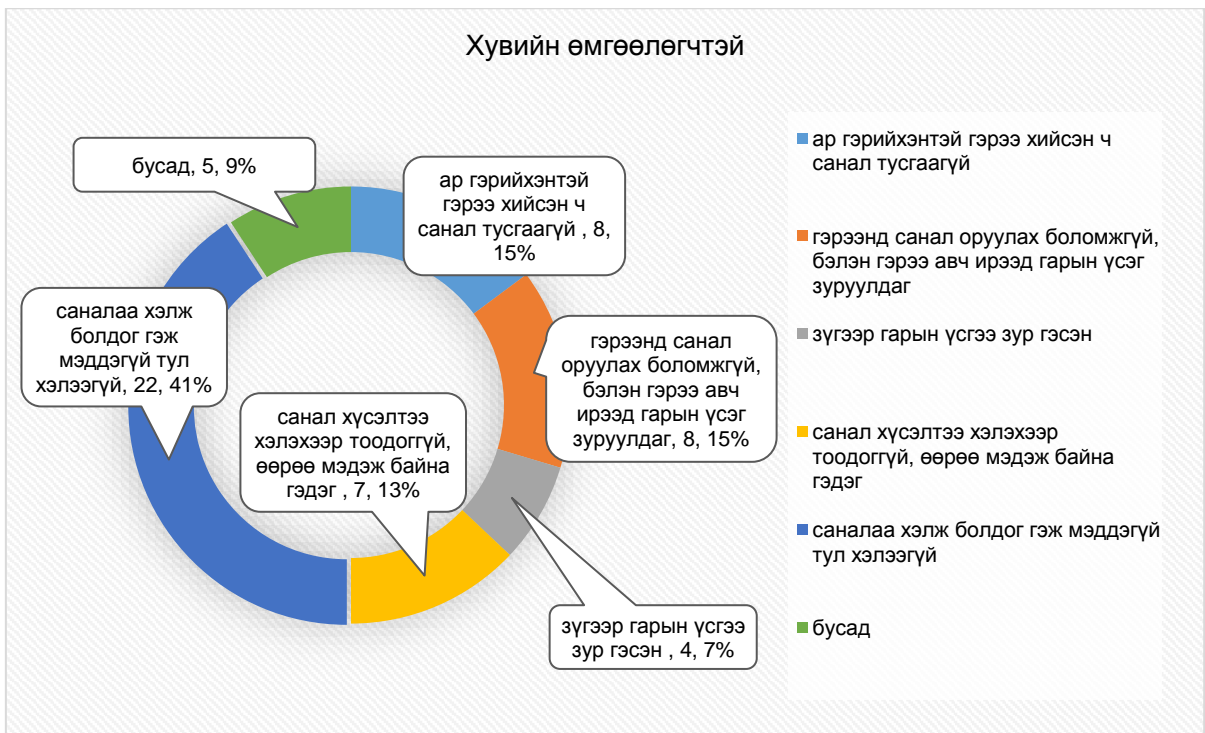 Хувийн өмгөөлөгчтэй
бусад, 5, 9%
ар гэрийхэнтэй
гэрээ хийсэн ч
санал тусгаагүй , 8,
15%
саналаа хэлж
болдог гэж
мэддэгүй тул
хэлээгүй, 22, 41%
гэрээнд санал
оруулах боломжгүй,
бэлэн гэрээ авч
ирээд гарын үсэг
зуруулдаг, 8, 15%
санал хүсэлтээ
хэлэхээр тоодоггүй,
өөрөө мэдэж байна
гэдэг , 7, 13%
зүгээр гарын үсгээ
зур гэсэн , 4, 7%
ар гэрийхэнтэй гэрээ хийсэн ч
санал тусгаагүй
гэрээнд санал оруулах боломжгүй,
бэлэн гэрээ авч ирээд гарын үсэг
зуруулдаг
зүгээр гарын үсгээ зур гэсэн
санал хүсэлтээ хэлэхээр
тоодоггүй, өөрөө мэдэж байна
гэдэг
саналаа хэлж болдог гэж мэддэгүй
тул хэлээгүй
бусад